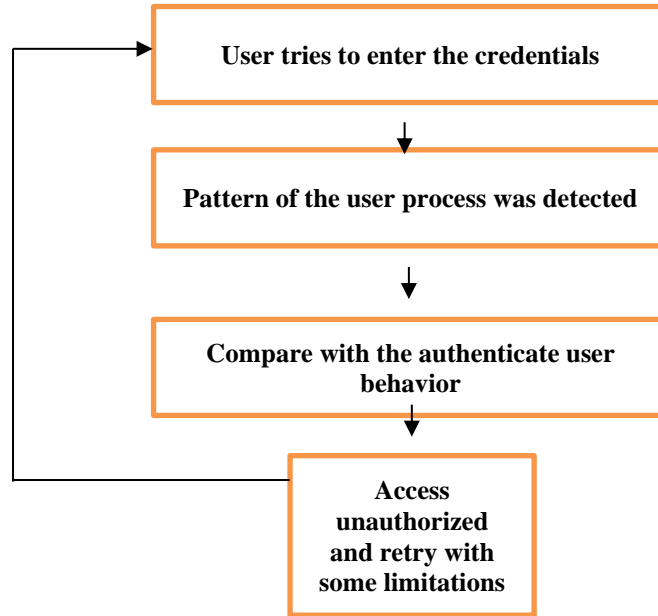 User tries to enter the credentials
Pattern of the user process was detected
Compare with the authenticate user
behavior
Access
unauthorized
and retry with
some limitations